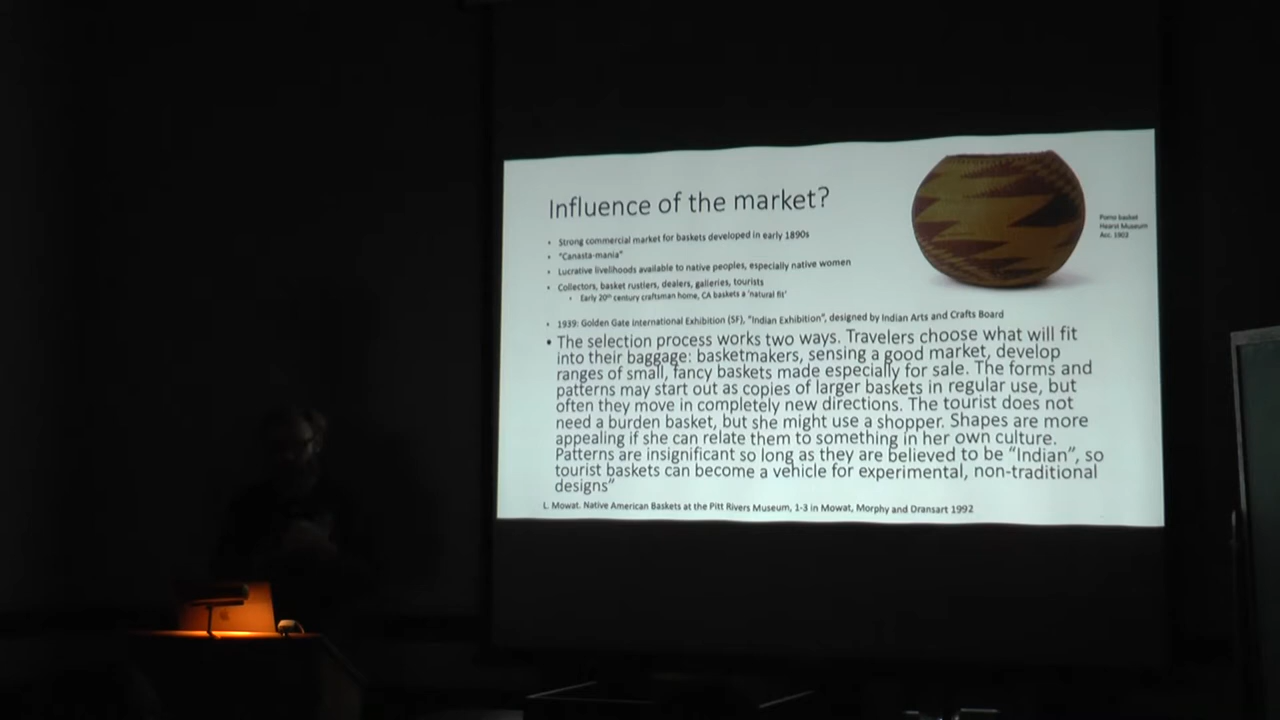 Influence of the market?
• Strong commercial market for baskets developed in early 1890s
• "Canasta-mania"
• Lucrative livelihoods available to native peoples, especially native women
• Collectors, basket rustlers, dealers, galleries, tourists
• Early 20th century craftsman home, CA baskets a 'natural fit'
Pomo basket
Hearst Museum
Acc. 1903
• 1939: Golden Gate International Exhibition (SF), "Indian Exhibition", designed by Indian Arts and Crafts Board
• The selection process works two ways. Travelers choose what will fit
into their baggage: basketmakers, sensing a good market, develop
ranges of small, fancy baskets made especially for sale. The forms and
patterns may start out as copies of larger baskets in regular use, but
often they move in completely new directions. The tourist does not
need a burden basket, but she might use a shopper. Shapes are more
appealing if she can relate them to something in her own culture.
Patterns are insignificant so long as they are believed to be "Indian", so
tourist baskets can become a vehicle for experimental, non-traditional
designs"
L. Mowat. Native American Baskets at the Pitt Rivers Museum, 1-3 in Mowat, Morphy and Dransart 1992